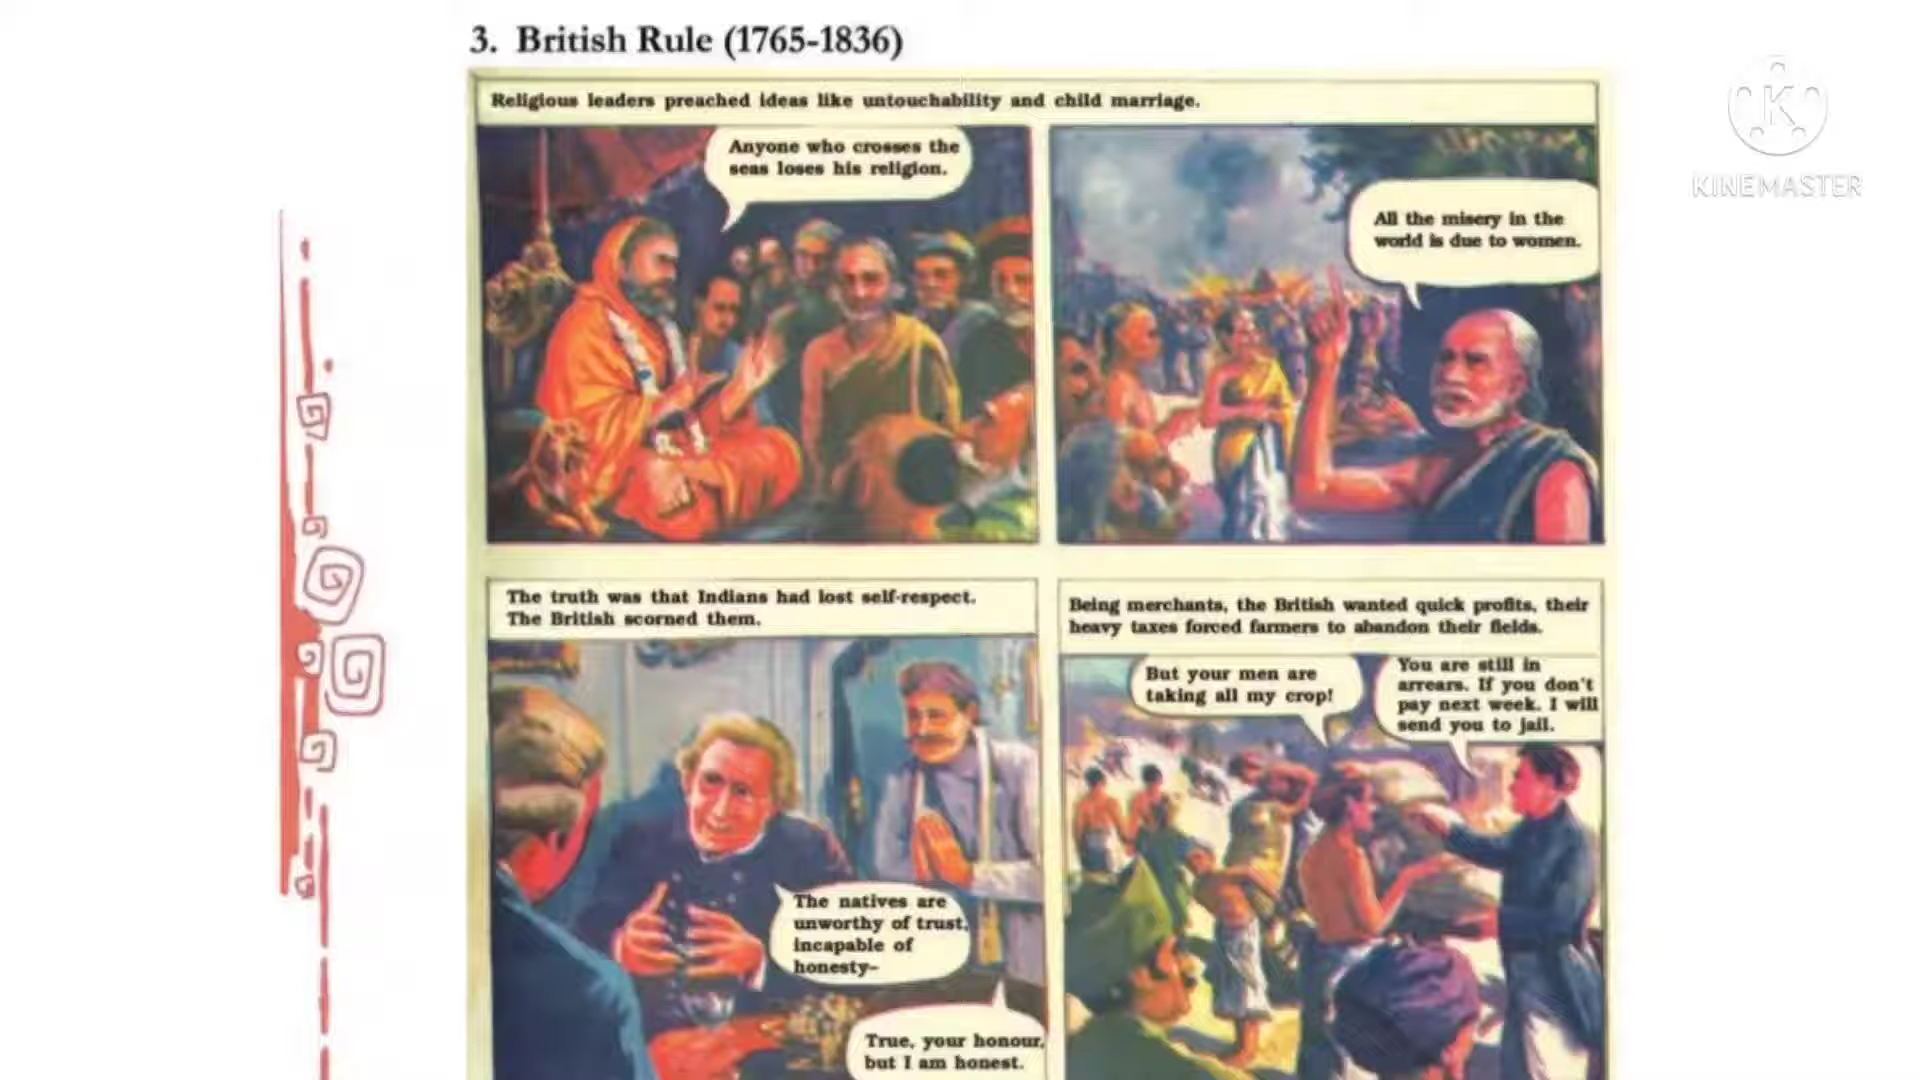 3. British Rule (1765-1836)
Religious leaders preached ideas like untouchability and child marriage.
Anyone who crosses the
seas loses his religion.
All the misery in the
world is due to women.
KINEMASTER
The truth was that Indians had lost self-respect.
The British scorned them.
Being merchants, the British wanted quick profits, their
heavy taxes forced farmers to abandon their fields.
But your men are
taking all my crop!
You are still in
arrears. If you don't
pay next week. I will
send you to jail.
The natives are
unworthy of trust,
incapable of
honesty-
True, your honour,
but I am honest.